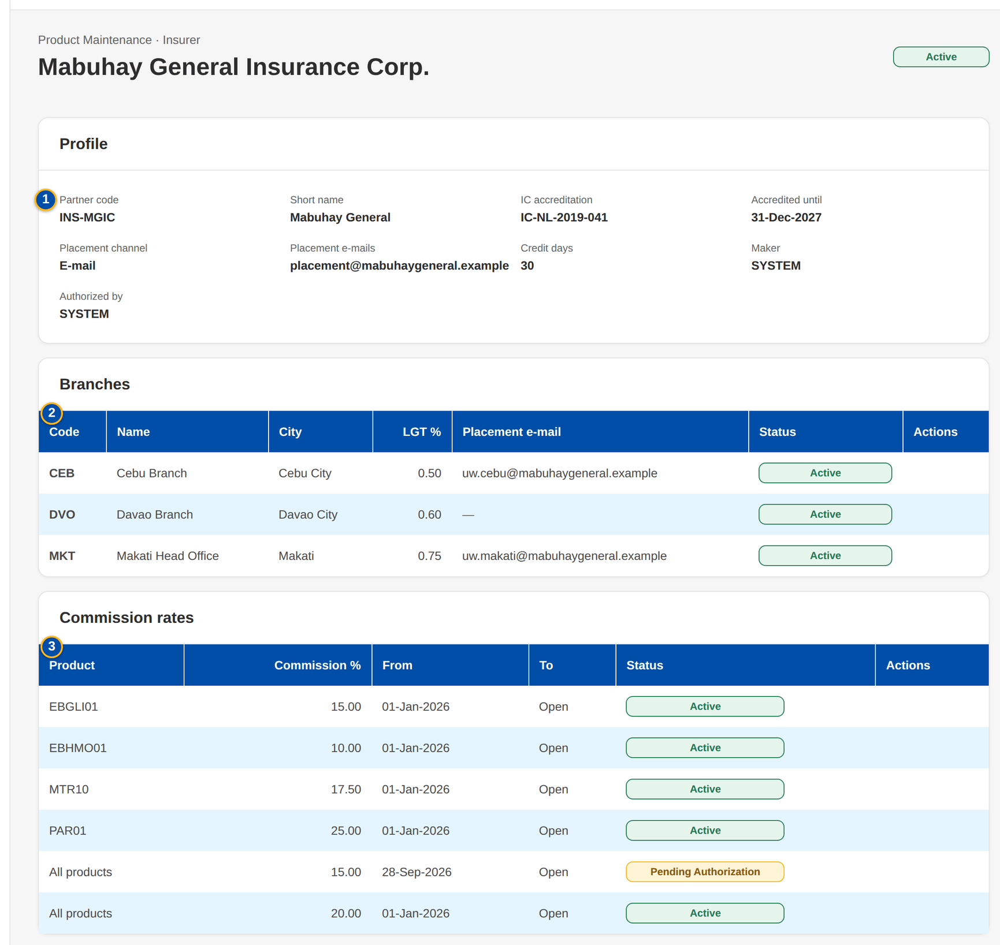 Product Maintenance · Insurer
Mabuhay General Insurance Corp.
Active
Profile
1
Partner code Short name IC accreditation Accredited until
INS-MGIC Mabuhay General IC-NL-2019-041 31-Dec-2027
Placement channel Placement e-mails Credit days Maker
E-mail placement@mabuhaygeneral.example 30 SYSTEM
Authorized by
SYSTEM
Branches
2
Code Name City LGT % Placement e-mail Status Actions
CEB Cebu Branch Cebu City 0.50 uw.cebu@mabuhaygeneral.example Active
DVO Davao Branch Davao City 0.60 — Active
MKT Makati Head Office Makati 0.75 uw.makati@mabuhaygeneral.example Active
Commission rates
3
Product Commission % From To Status Actions
EBGLI01 15.00 01-Jan-2026 Open Active
EBHMO01 10.00 01-Jan-2026 Open Active
MTR10 17.50 01-Jan-2026 Open Active
PAR01 25.00 01-Jan-2026 Open Active
All products 15.00 28-Sep-2026 Open Pending Authorization
All products 20.00 01-Jan-2026 Open Active